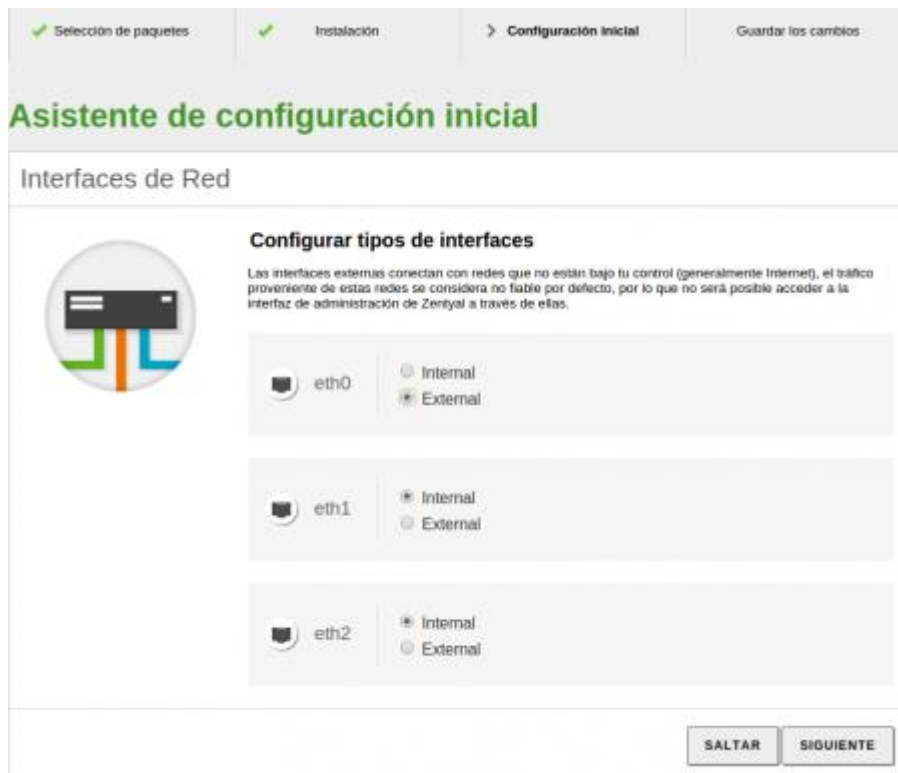 Selección de paquetes
Instalación
Configuración inicial
Guardar los cambios
Asistente de configuración inicial
Interfaces de Red
Configurar tipos de interfaces
Las interfaces externas conectan con redes que no están bajo tu control (generalmente Internet), el tráfico
proveniente de estas redes se considera no fiable por defecto, por lo que no será posible acceder a la
interfaz de administración de Zentyal a través de ellas.
eth0
Internal
External
eth1
Internal
External
eth2
Internal
External
SALTAR
SIGUIENTE